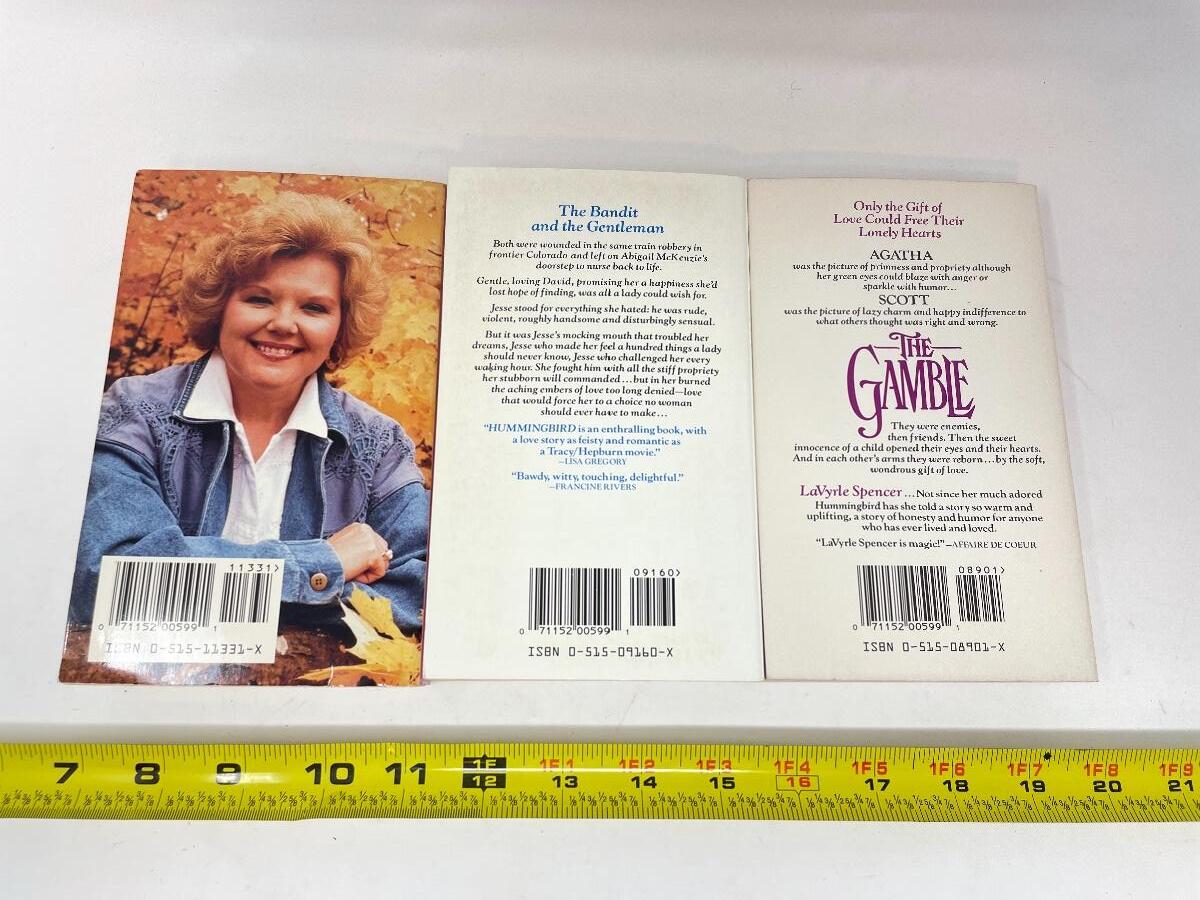 11331>
0 71152 00599 1
ISBN 0-515-11331-X
The Bandit
and the Gentleman
Both were wounded in the same train robbery in
frontier Colorado and left on Abigail McKenzie's
doorstep to nurse back to life.
Gentle, loving David, promising her a happiness she'd
lost hope of finding, was all a lady could wish for.
Jesse stood for everything she hated: he was rude,
violent, roughly handsome and disturbingly sensual.
But it was Jesse's mocking mouth that troubled her
dreams, Jesse who made her feel a hundred things a lady
should never know, Jesse who challenged her every
waking hour. She fought him with all the stiff propriety
her stubborn will commanded...but in her burned
the aching embers of love too long denied—love
that would force her to a choice no woman
should ever have to make...
"HUMMINGBIRD is an enthralling book, with
a love story as feisty and romantic as
a Tracy/Hepburn movie."
—LISA GREGORY
"Bawdy, witty, touching, delightful."
—FRANCINE RIVERS
09160>
0 71152 00599 1
ISBN 0-515-09160-X
Only the Gift of
Love Could Free Their
Lonely Hearts
AGATHA
was the picture of primness and propriety although
her green eyes could blaze with anger or
sparkle with humor...
SCOTT
was the picture of lazy charm and happy indifference to
what others thought was right and wrong.
THE
GAMBLE
They were enemies,
then friends. Then the sweet
innocence of a child opened their eyes and their hearts.
And in each other's arms they were reborn...by the soft,
wondrous gift of love.
LaVyrle Spencer...Not since her much adored
Hummingbird has she told a story so warm and
uplifting, a story of honesty and humor for anyone
who has ever lived and loved.
"LaVyrle Spencer is magic!"—AFFAIRE DE COEUR
08901>
0 71152 00599 1
ISBN 0-515-08901-X
1F 1F1 1F2 1F3 1F4 1F5 1F6 1F7 1F8 1F9
7 8 9 10 11 12 13 14 15 16 17 18 19 20 21